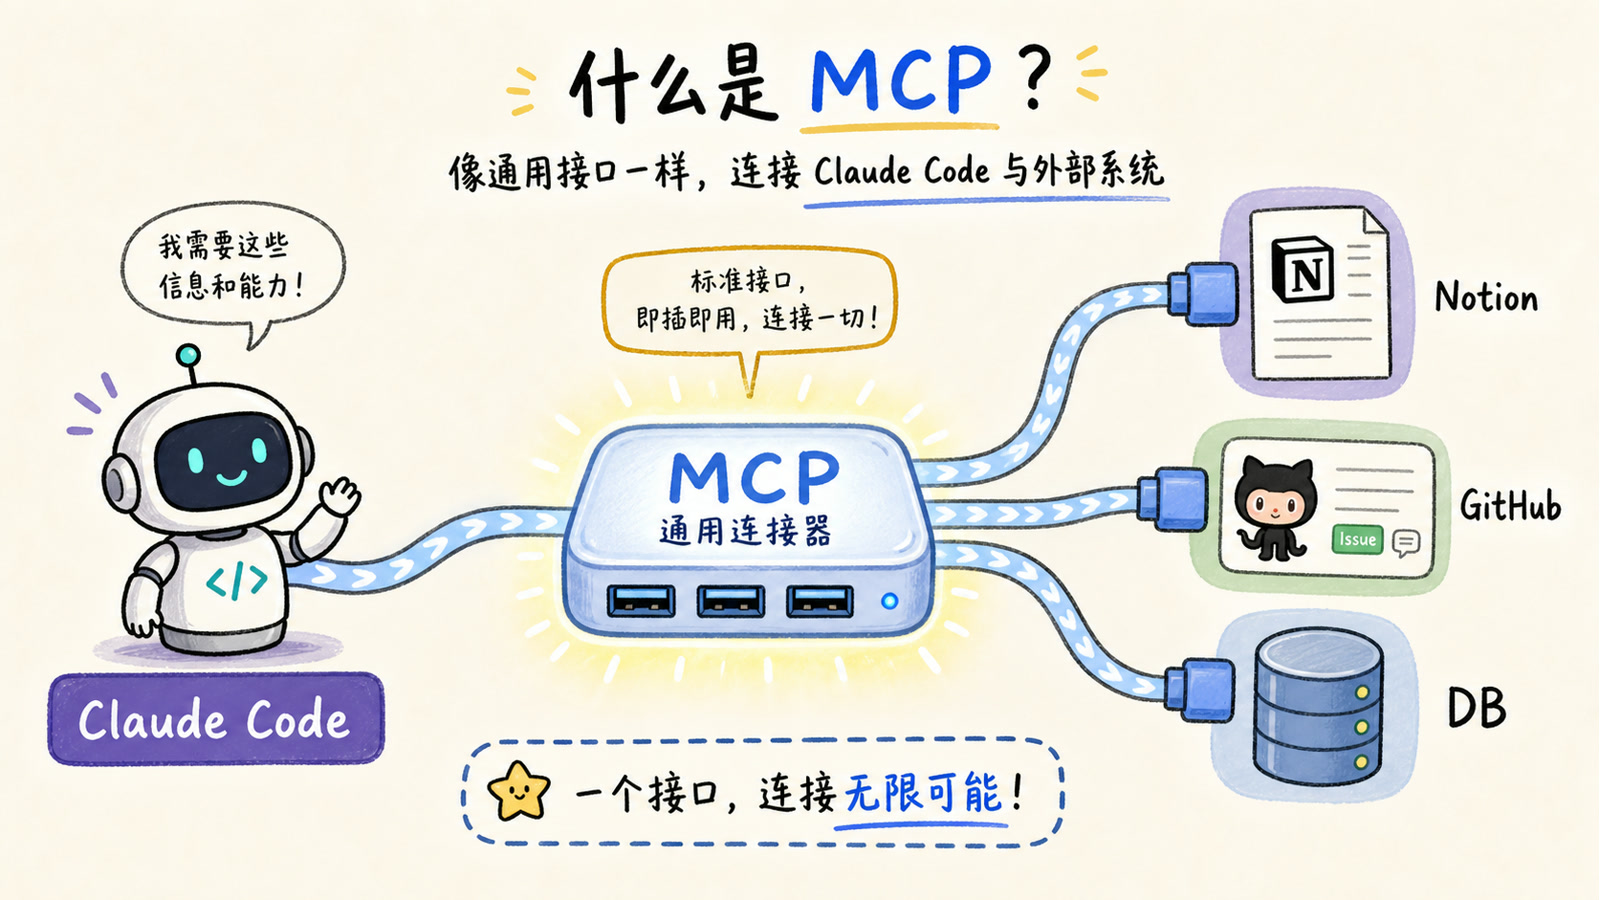 什么是 MCP?
像通用接口一样，连接 Claude Code 与外部系统
我需要这些
信息和能力!
标准接口，
即插即用，连接一切!
MCP
通用连接器
Claude Code
N
Notion
Issue
GitHub
DB
一个接口，连接无限可能!